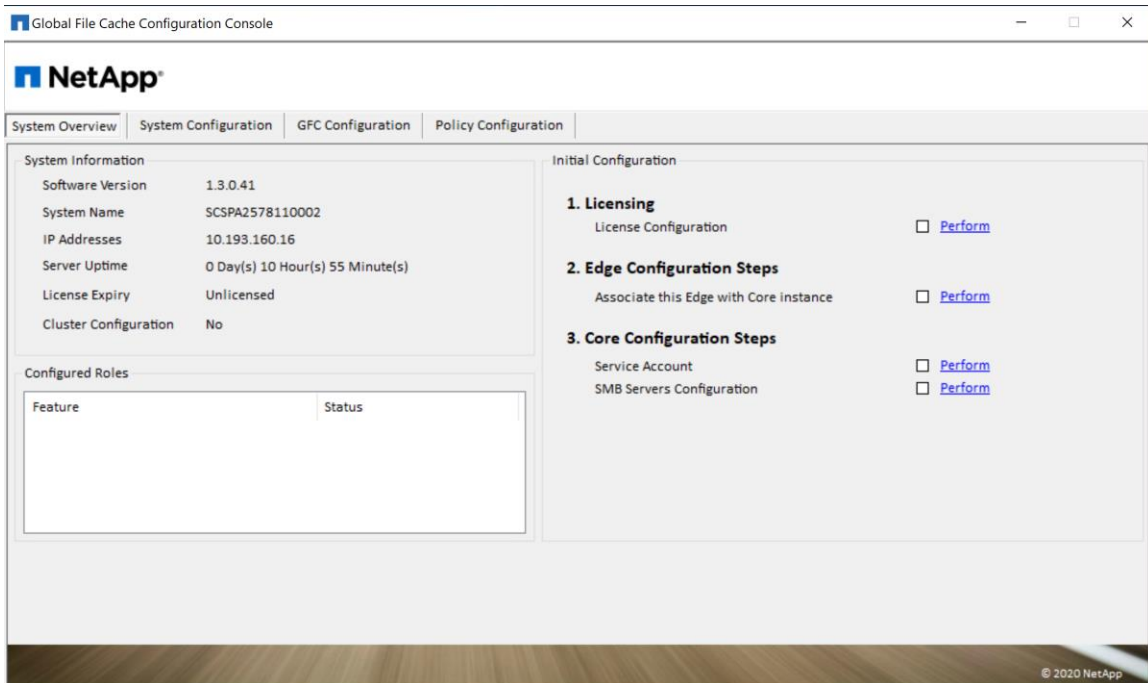 Global File Cache Configuration Console
NetApp®
System Overview System Configuration GFC Configuration Policy Configuration
System Information
Software Version 1.3.0.41
System Name SCSPA2578110002
IP Addresses 10.193.160.16
Server Uptime 0 Day(s) 10 Hour(s) 55 Minute(s)
License Expiry Unlicensed
Cluster Configuration No
Configured Roles
Feature Status
Initial Configuration
1. Licensing
License Configuration Perform
2. Edge Configuration Steps
Associate this Edge with Core instance Perform
3. Core Configuration Steps
Service Account Perform
SMB Servers Configuration Perform
© 2020 NetApp